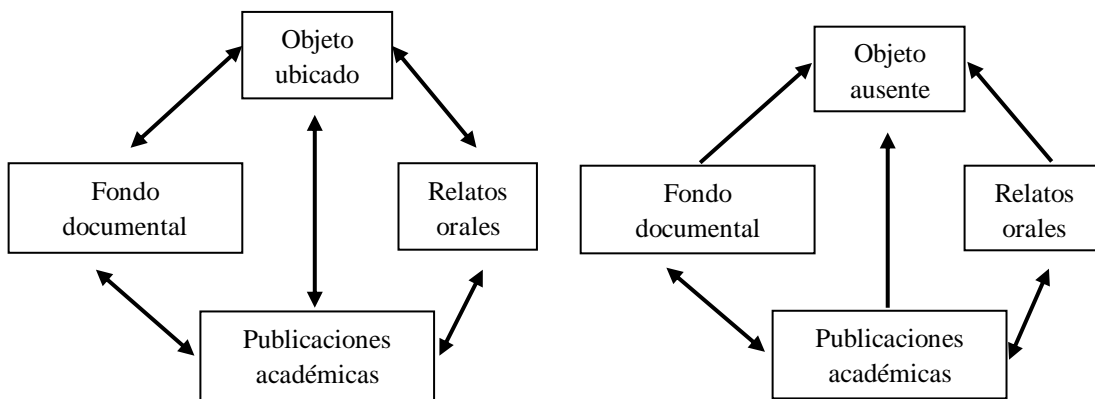 Objeto
ubicado
Fondo
documental
Relatos
orales
Publicaciones
académicas
Objeto
ausente
Fondo
documental
Relatos
orales
Publicaciones
académicas